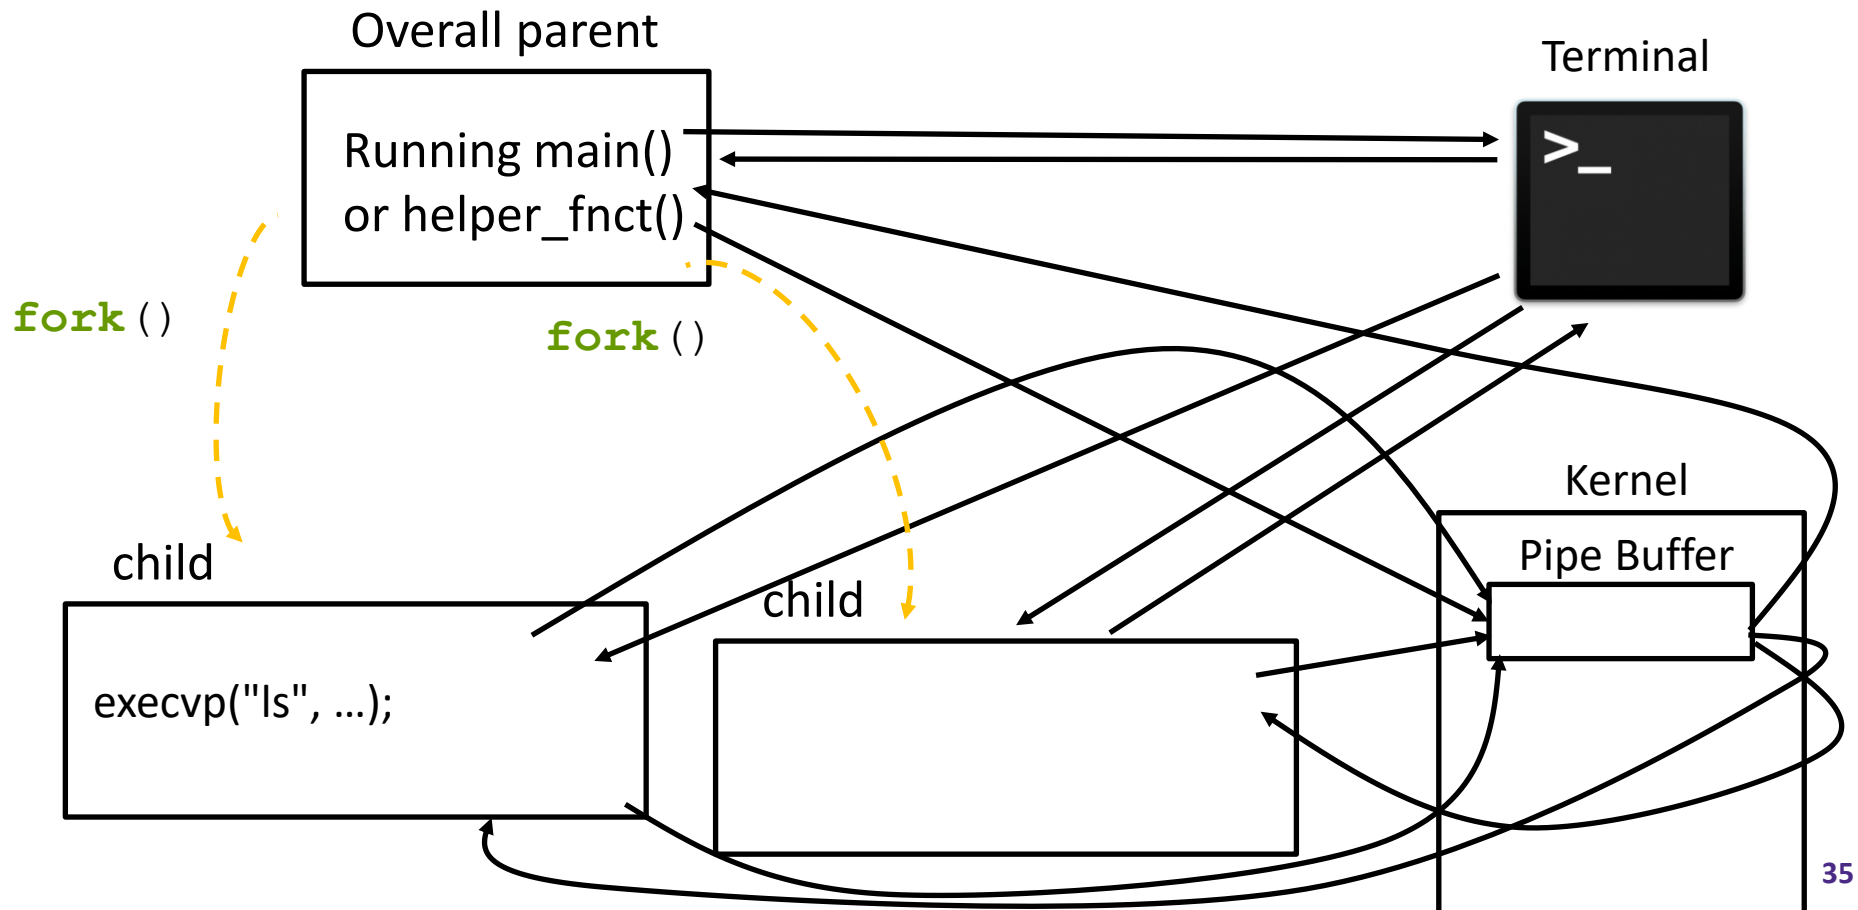 Overall parent
Terminal
>_
Running main()
or helper_fnct()
fork()
fork()
Kernel
Pipe Buffer
child
child
execvp("ls", …);
35